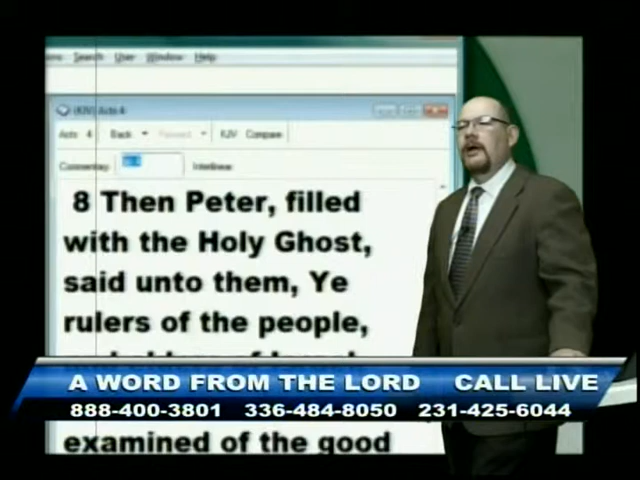 Search User Window Help
(KJV) Acts 4
Acts 4 Back Forward KJV Compare
Commentary Interlinear
8 Then Peter, filled
with the Holy Ghost,
said unto them, Ye
rulers of the people,
A WORD FROM THE LORD CALL LIVE
888-400-3801 336-484-8050 231-425-6044
examined of the good